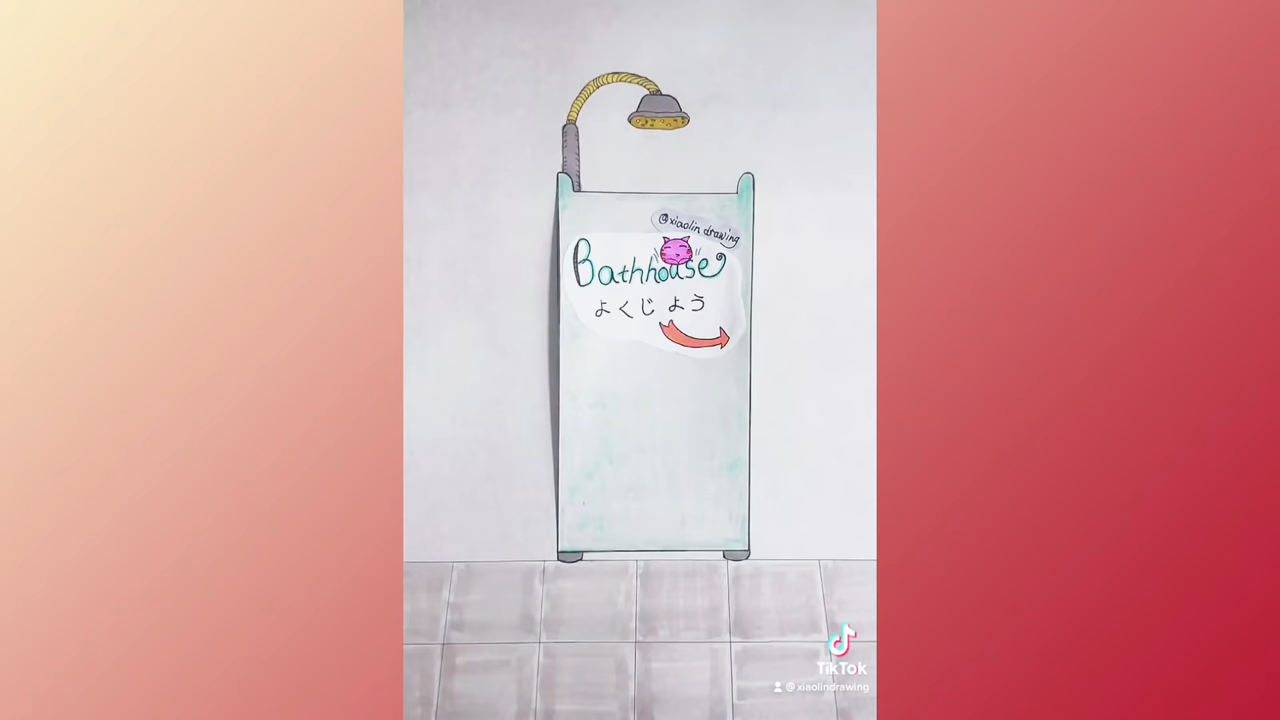 @xiaolin drawing
Bathhouse
よくじよう
TikTok
@xiaolindrawing